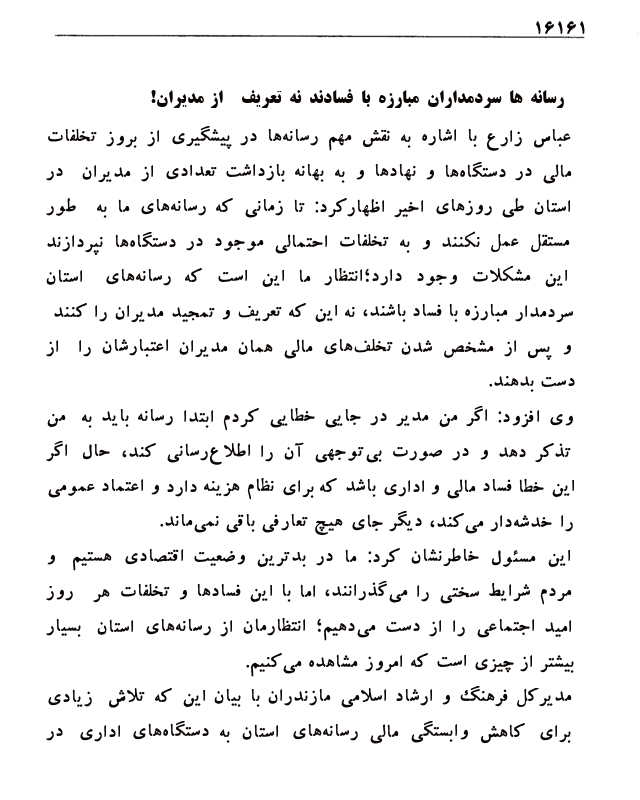 ۱۶۱۶۱
رسانه ها سردمداران مبارزه با فسادند نه تعریف از مدیران!
عباس زارع با اشاره به نقش مهم رسانه‌ها در پیشگیری از بروز تخلفات
مالی در دستگاه‌ها و نهادها و به بهانه بازداشت تعدادی از مدیران در
استان طی روزهای اخیر اظهارکرد: تا زمانی که رسانه‌های ما به طور
مستقل عمل نکنند و به تخلفات احتمالی موجود در دستگاه‌ها نپردازند
این مشکلات وجود دارد؛انتظار ما این است که رسانه‌های استان
سردمدار مبارزه با فساد باشند، نه این که تعریف و تمجید مدیران را کنند
و پس از مشخص شدن تخلف‌های مالی همان مدیران اعتبارشان را از
دست بدهند.
وی افزود: اگر من مدیر در جایی خطایی کردم ابتدا رسانه باید به من
تذکر دهد و در صورت بی‌توجهی آن را اطلاع‌رسانی کند، حال اگر
این خطا فساد مالی و اداری باشد که برای نظام هزینه دارد و اعتماد عمومی
را خدشه‌دار می‌کند، دیگر جای هیچ تعارفی باقی نمی‌ماند.
این مسئول خاطرنشان کرد: ما در بدترین وضعیت اقتصادی هستیم و
مردم شرایط سختی را می‌گذرانند، اما با این فسادها و تخلفات هر روز
امید اجتماعی را از دست می‌دهیم؛ انتظارمان از رسانه‌های استان بسیار
بیشتر از چیزی است که امروز مشاهده می‌کنیم.
مدیرکل فرهنگ و ارشاد اسلامی مازندران با بیان این که تلاش زیادی
برای کاهش وابستگی مالی رسانه‌های استان به دستگاه‌های اداری در